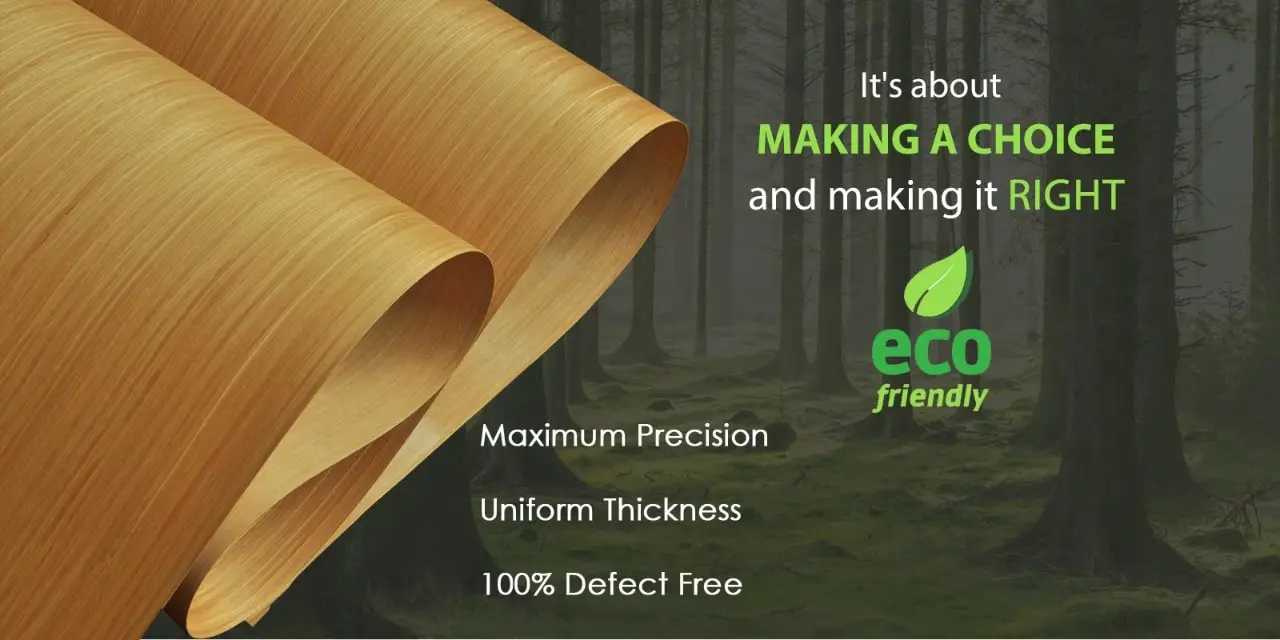 It's about
MAKING A CHOICE
and making it RIGHT
eco
friendly
Maximum Precision
Uniform Thickness
100% Defect Free